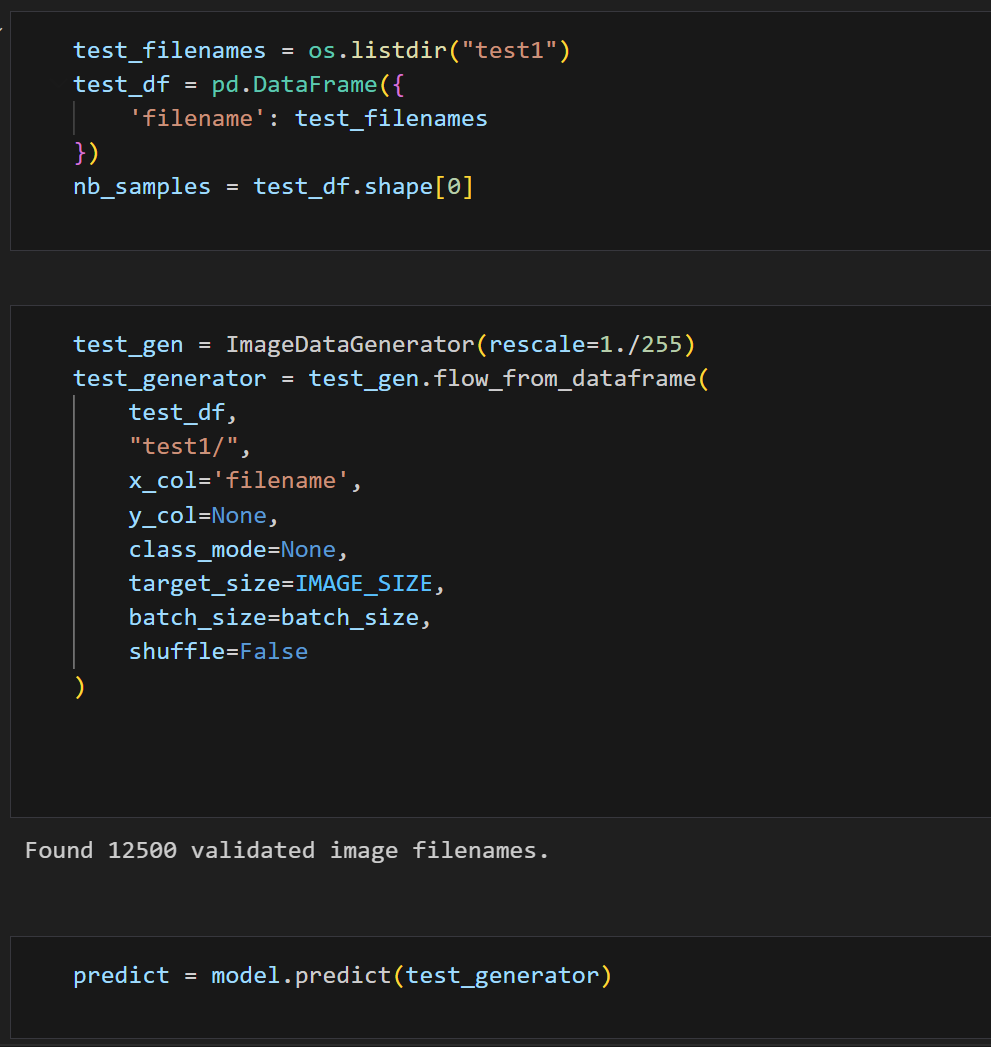 test_filenames = os.listdir("test1")
test_df = pd.DataFrame({
    'filename': test_filenames
})
nb_samples = test_df.shape[0]
test_gen = ImageDataGenerator(rescale=1./255)
test_generator = test_gen.flow_from_dataframe(
    test_df,
    "test1/",
    x_col='filename',
    y_col=None,
    class_mode=None,
    target_size=IMAGE_SIZE,
    batch_size=batch_size,
    shuffle=False
)
Found 12500 validated image filenames.
predict = model.predict(test_generator)